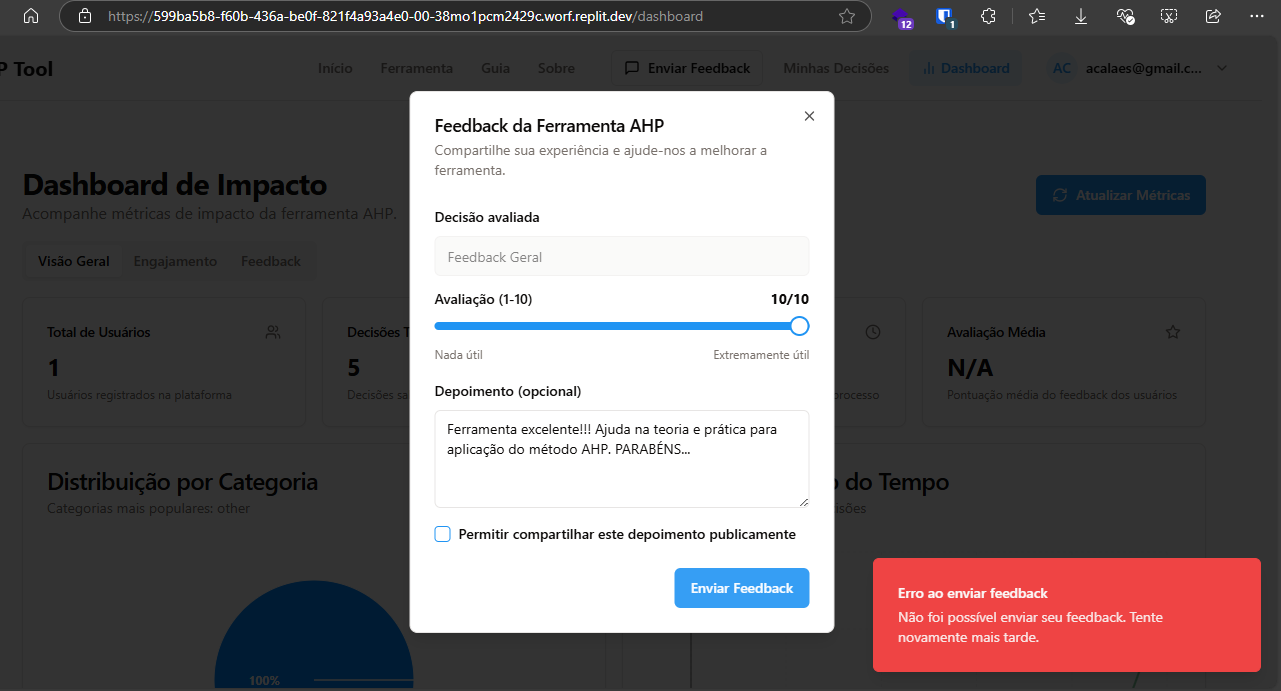 https://599ba5b8-f60b-436a-be0f-821f4a93a4e0-00-38mo1pcm2429c.worf.replit.dev/dashboard
12
1
P Tool
Início
Ferramenta
Guia
Sobre
Enviar Feedback
Minhas Decisões
Dashboard
AC
acalaes@gmail.c...
Feedback da Ferramenta AHP
Compartilhe sua experiência e ajude-nos a melhorar a
ferramenta.
Decisão avaliada
Feedback Geral
Avaliação (1-10)
10/10
Nada útil
Extremamente útil
Depoimento (opcional)
Ferramenta excelente!!! Ajuda na teoria e prática para
aplicação do método AHP. PARABÉNS...
Permitir compartilhar este depoimento publicamente
Enviar Feedback
Dashboard de Impacto
Acompanhe métricas de impacto da ferramenta AHP.
Atualizar Métricas
Visão Geral
Engajamento
Feedback
Total de Usuários
1
Usuários registrados na plataforma
Decisões T
5
Decisões sa
processo
Avaliação Média
N/A
Pontuação média do feedback dos usuários
Distribuição por Categoria
Categorias mais populares: other
100%
do Tempo
isões
Erro ao enviar feedback
Não foi possível enviar seu feedback. Tente
novamente mais tarde.